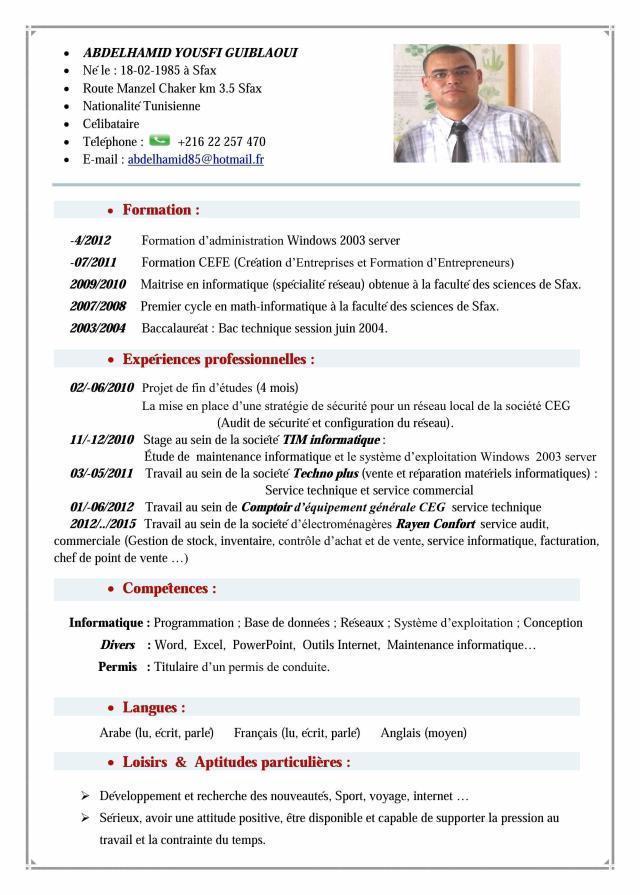 ABDELHAMID YOUSFI GUIBLAOUI
Né le : 18-02-1985 à Sfax
Route Manzel Chaker km 3.5 Sfax
Nationalité Tunisienne
Célibataire
Téléphone : +216 22 257 470
E-mail : abdelhamid85@hotmail.fr
Formation :
-4/2012 Formation d'administration Windows 2003 server
-07/2011 Formation CEFE (Création d'Entreprises et Formation d'Entrepreneurs)
2009/2010 Maitrise en informatique (spécialité réseau) obtenue à la faculté des sciences de Sfax.
2007/2008 Premier cycle en math-informatique à la faculté des sciences de Sfax.
2003/2004 Baccalauréat : Bac technique session juin 2004.
Expériences professionnelles :
02/-06/2010 Projet de fin d'études (4 mois)
La mise en place d'une stratégie de sécurité pour un réseau local de la société CEG
(Audit de sécurité et configuration du réseau).
11/-12/2010 Stage au sein de la société TIM informatique :
Étude de maintenance informatique et le système d'exploitation Windows 2003 server
03/-05/2011 Travail au sein de la société Techno plus (vente et réparation matériels informatiques) :
Service technique et service commercial
01/-06/2012 Travail au sein de Comptoir d'équipement générale CEG service technique
2012/../2015 Travail au sein de la société d'électroménagères Rayen Confort service audit,
commerciale (Gestion de stock, inventaire, contrôle d'achat et de vente, service informatique, facturation,
chef de point de vente …)
Compétences :
Informatique : Programmation ; Base de données ; Réseaux ; Système d'exploitation ; Conception
Divers : Word, Excel, PowerPoint, Outils Internet, Maintenance informatique…
Permis : Titulaire d'un permis de conduite.
Langues :
Arabe (lu, écrit, parlé) Français (lu, écrit, parlé) Anglais (moyen)
Loisirs & Aptitudes particulières :
Développement et recherche des nouveautés, Sport, voyage, internet …
Sérieux, avoir une attitude positive, être disponible et capable de supporter la pression au
travail et la contrainte du temps.